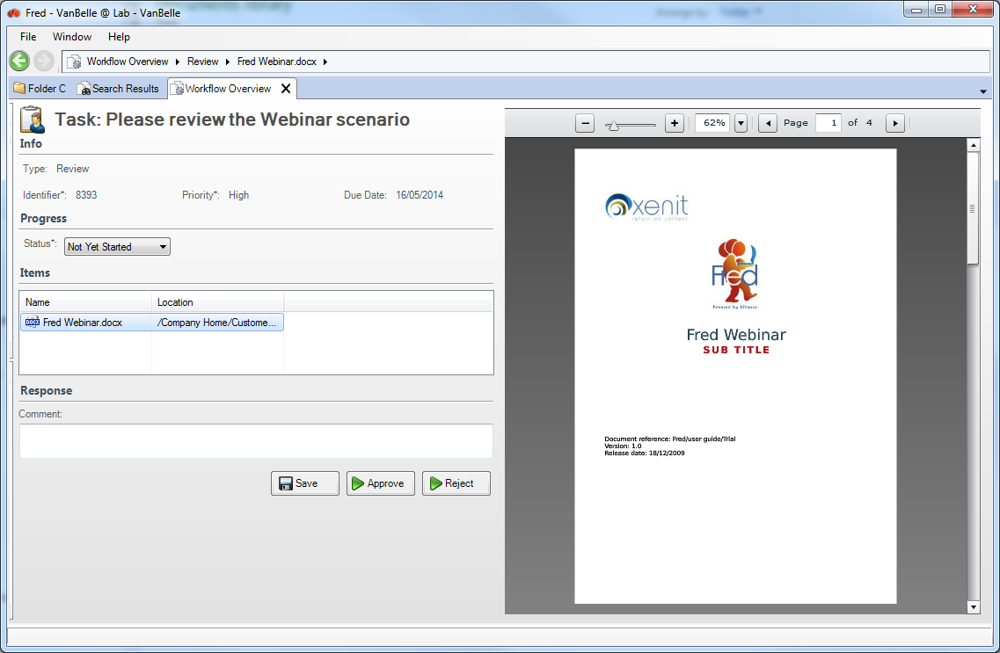 Fred - VanBelle @ Lab - VanBelle
File Window Help
Workflow Overview Review Fred Webinar.docx
Folder C Search Results Workflow Overview
Task: Please review the Webinar scenario
Info
Type: Review
Identifier*: 8393 Priority*: High Due Date: 16/05/2014
Progress
Status*: Not Yet Started
Items
Name Location
Fred Webinar.docx /Company Home/Custome...
Response
Comment:
Save Approve Reject
62% Page 1 of 4
xenit
return on content
Fred
Powered by Alfresco
Fred Webinar
SUB TITLE
Document reference: Fred/user guide/Trial
Version: 1.0
Release date: 18/12/2009